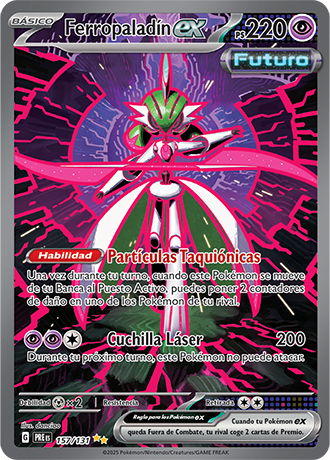 BÁSICO
Ferropaladín ex PS 220
Futuro
Habilidad Partículas Taquiónicas
Una vez durante tu turno, cuando este Pokémon se mueve
de tu Banca al Puesto Activo, puedes poner 2 contadores
de daño en uno de los Pokémon de tu rival.
Cuchilla Láser 200
Durante tu próximo turno, este Pokémon no puede atacar.
Debilidad ×2 Resistencia Retirada
Ilus. danciao
Regla para los Pokémon ex
Cuando tu Pokémon ex
queda Fuera de Combate, tu rival coge 2 cartas de Premio.
G PRE ES 157/131
©2025 Pokémon/Nintendo/Creatures/GAME FREAK